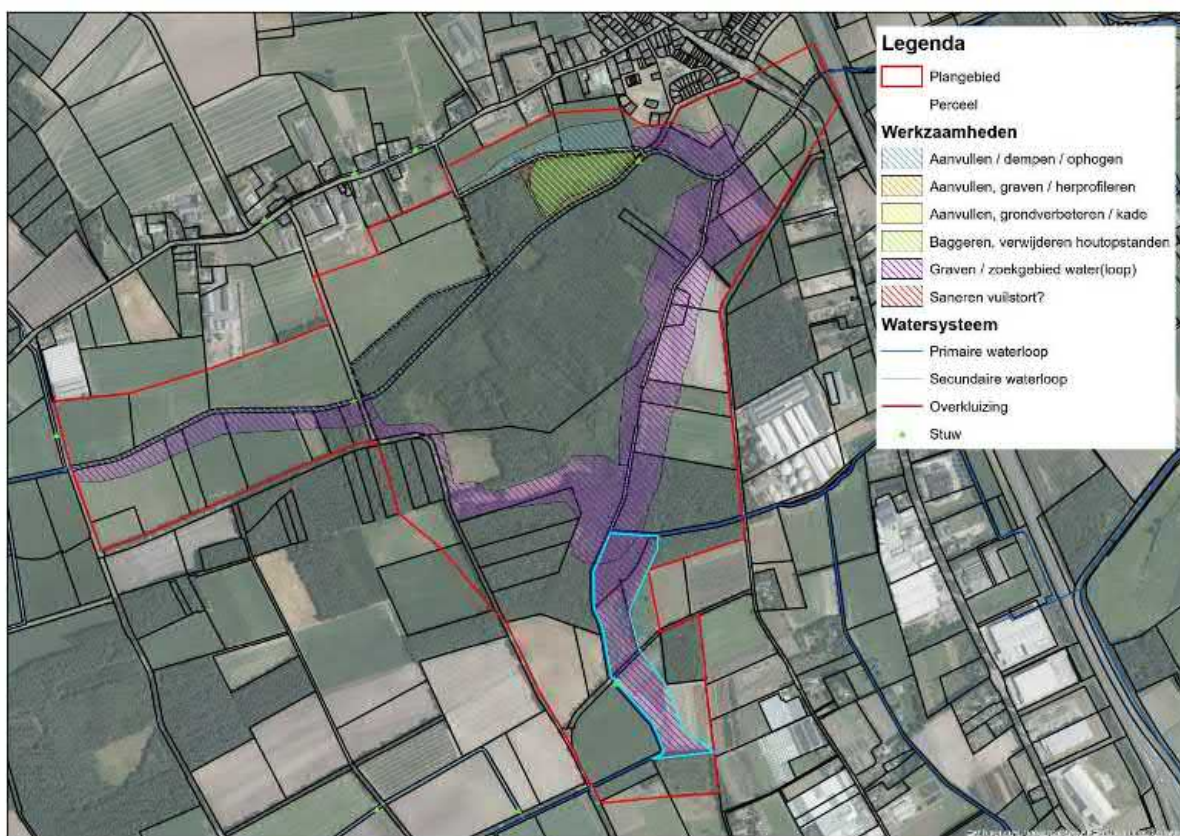 Legenda
Plangebied
Perceel
Werkzaamheden
Aanvullen / dempen / ophogen
Aanvullen, graven / herprofileren
Aanvullen, grondverbeteren / kade
Baggeren, verwijderen houtopstanden
Graven / zoekgebied water(loop)
Saneren vuilstort?
Watersysteem
Primaire waterloop
Secundaire waterloop
Overkluizing
Stuw